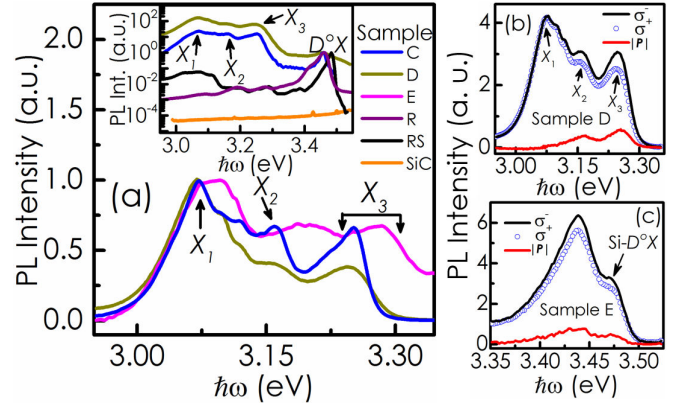 PL Intensity (a.u.)
2.0
1.5
1.0
0.5
0.0
3.00
3.15
3.30
ħω (eV)
(a)
X₁
X₂
X₃
PL Int. (a.u.)
10²
10⁰
10⁻²
10⁻⁴
3.0
3.2
3.4
ħω (eV)
X₁
X₂
X₃
D°X
Sample
C
D
E
R
RS
SiC
(b)
σ⁻
σ₊
|P|
X₁
X₂
X₃
Sample D
4
2
0
3.00
3.15
3.30
ħω (eV)
PL Intensity (a. u.)
(c)
σ⁻
σ₊
|P|
Si-D°X
Sample E
6
4
2
0
3.35
3.40
3.45
3.50
ħω (eV)